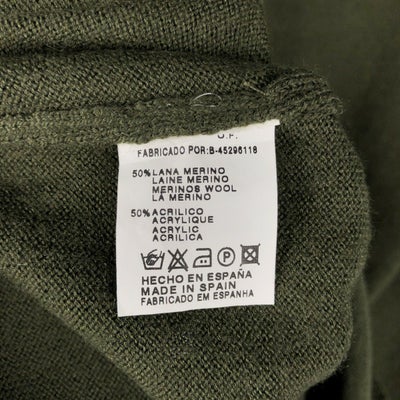 FABRICADO POR:B-45296118
50% LANA MERINO
LAINE MERINO
MERINOS WOOL
LA MERINO
50% ACRILICO
ACRYLIQUE
ACRYLIC
ACRILICA
HECHO EN ESPAÑA
MADE IN SPAIN
FABRICADO EM ESPANHA